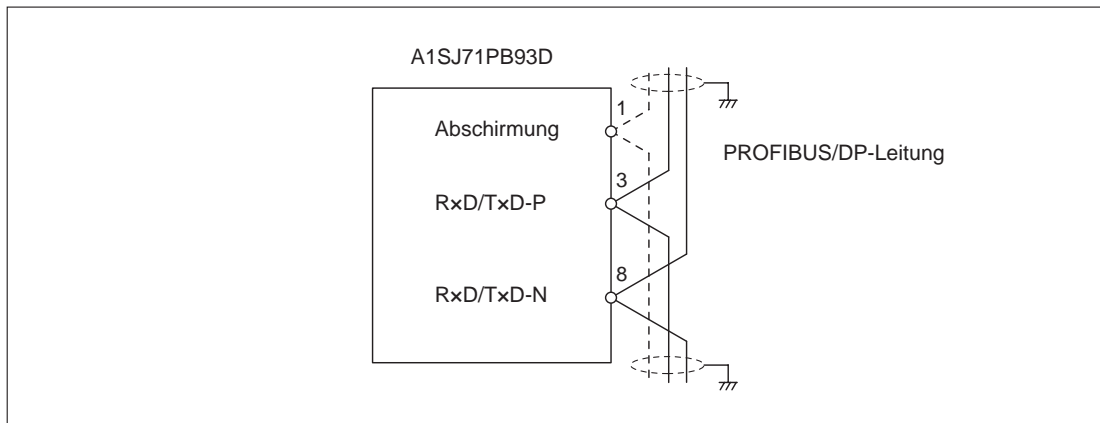 A1SJ71PB93D
1
Abschirmung
PROFIBUS/DP-Leitung
3
R×D/T×D-P
8
R×D/T×D-N